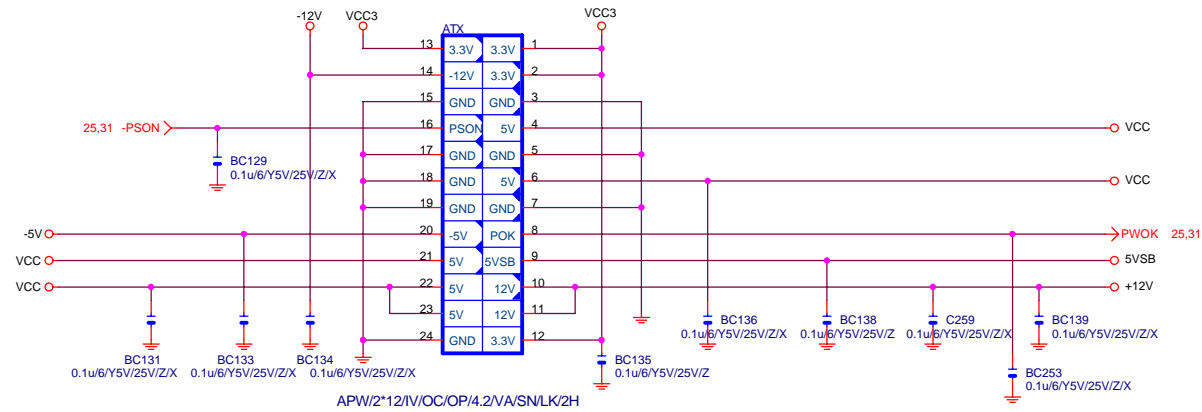 -12V VCC3 VCC3
ATX
13 3.3V 3.3V 1
14 -12V 3.3V 2
15 GND GND 3
25,31 -PSON 16 PSON 5V 4 VCC
17 GND GND 5
BC129
0.1u/6/Y5V/25V/Z/X
18 GND 5V 6 VCC
19 GND GND 7
-5V 20 -5V POK 8 PWOK 25,31
VCC 21 5V 5VSB 9 5VSB
VCC 22 5V 12V 10 +12V
23 5V 12V 11
24 GND 3.3V 12
BC136
0.1u/6/Y5V/25V/Z/X
BC138
0.1u/6/Y5V/25V/Z
C259
0.1u/6/Y5V/25V/Z/X
BC139
0.1u/6/Y5V/25V/Z/X
BC131
0.1u/6/Y5V/25V/Z/X
BC133
0.1u/6/Y5V/25V/Z/X
BC134
0.1u/6/Y5V/25V/Z/X
BC135
0.1u/6/Y5V/25V/Z
BC253
0.1u/6/Y5V/25V/Z/X
APW/2*12/IV/OC/OP/4.2/VA/SN/LK/2H